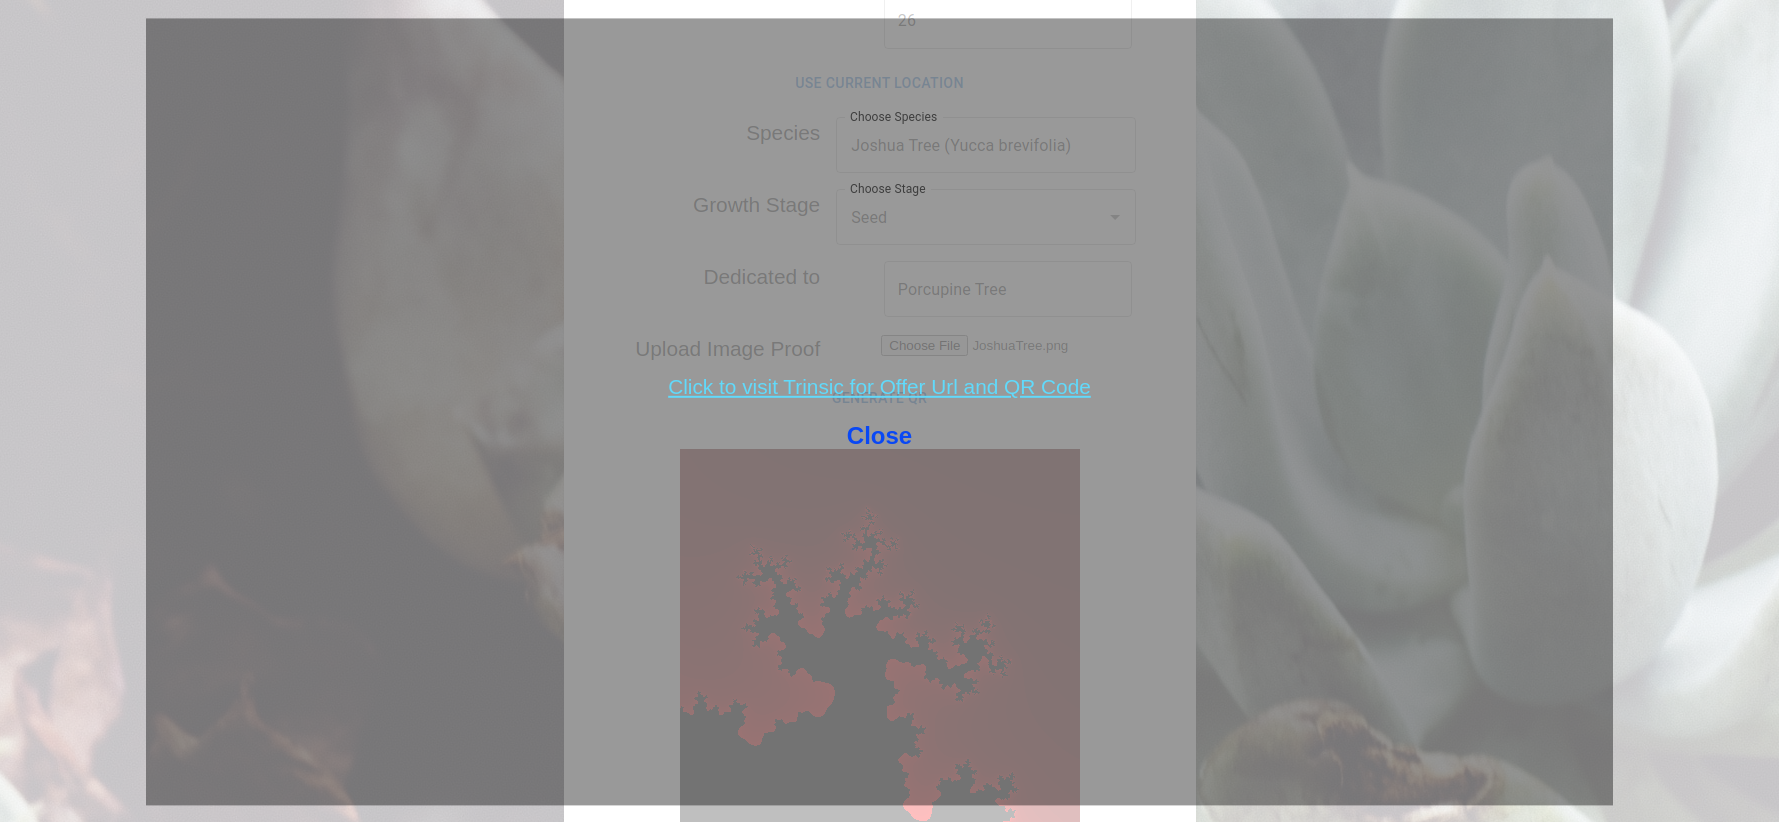 26
USE CURRENT LOCATION
Species
Choose Species
Joshua Tree (Yucca brevifolia)
Growth Stage
Choose Stage
Seed
Dedicated to
Porcupine Tree
Upload Image Proof
Choose File JoshuaTree.png
Click to visit Trinsic for Offer Url and QR Code
GENERATE QR
Close